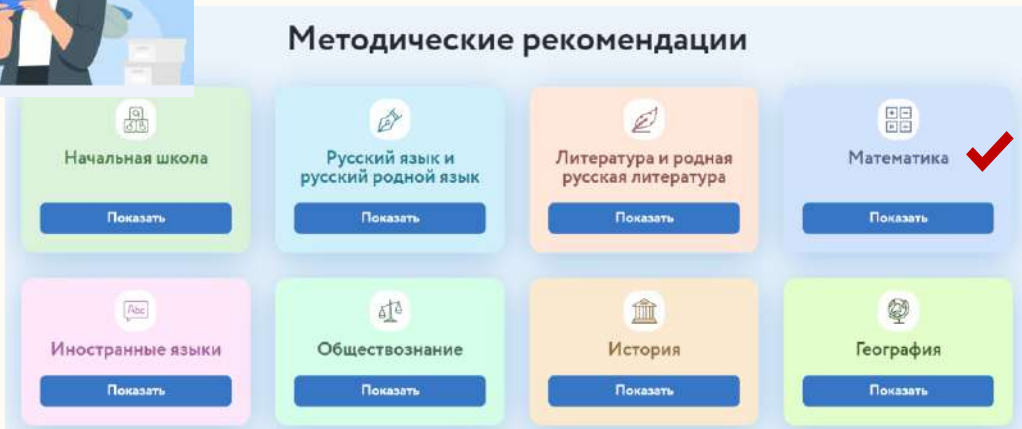 Методические рекомендации
Начальная школа
Показать
Русский язык и
русский родной язык
Показать
Литература и родная
русская литература
Показать
Математика
Показать
Abc
Иностранные языки
Показать
Обществознание
Показать
История
Показать
География
Показать